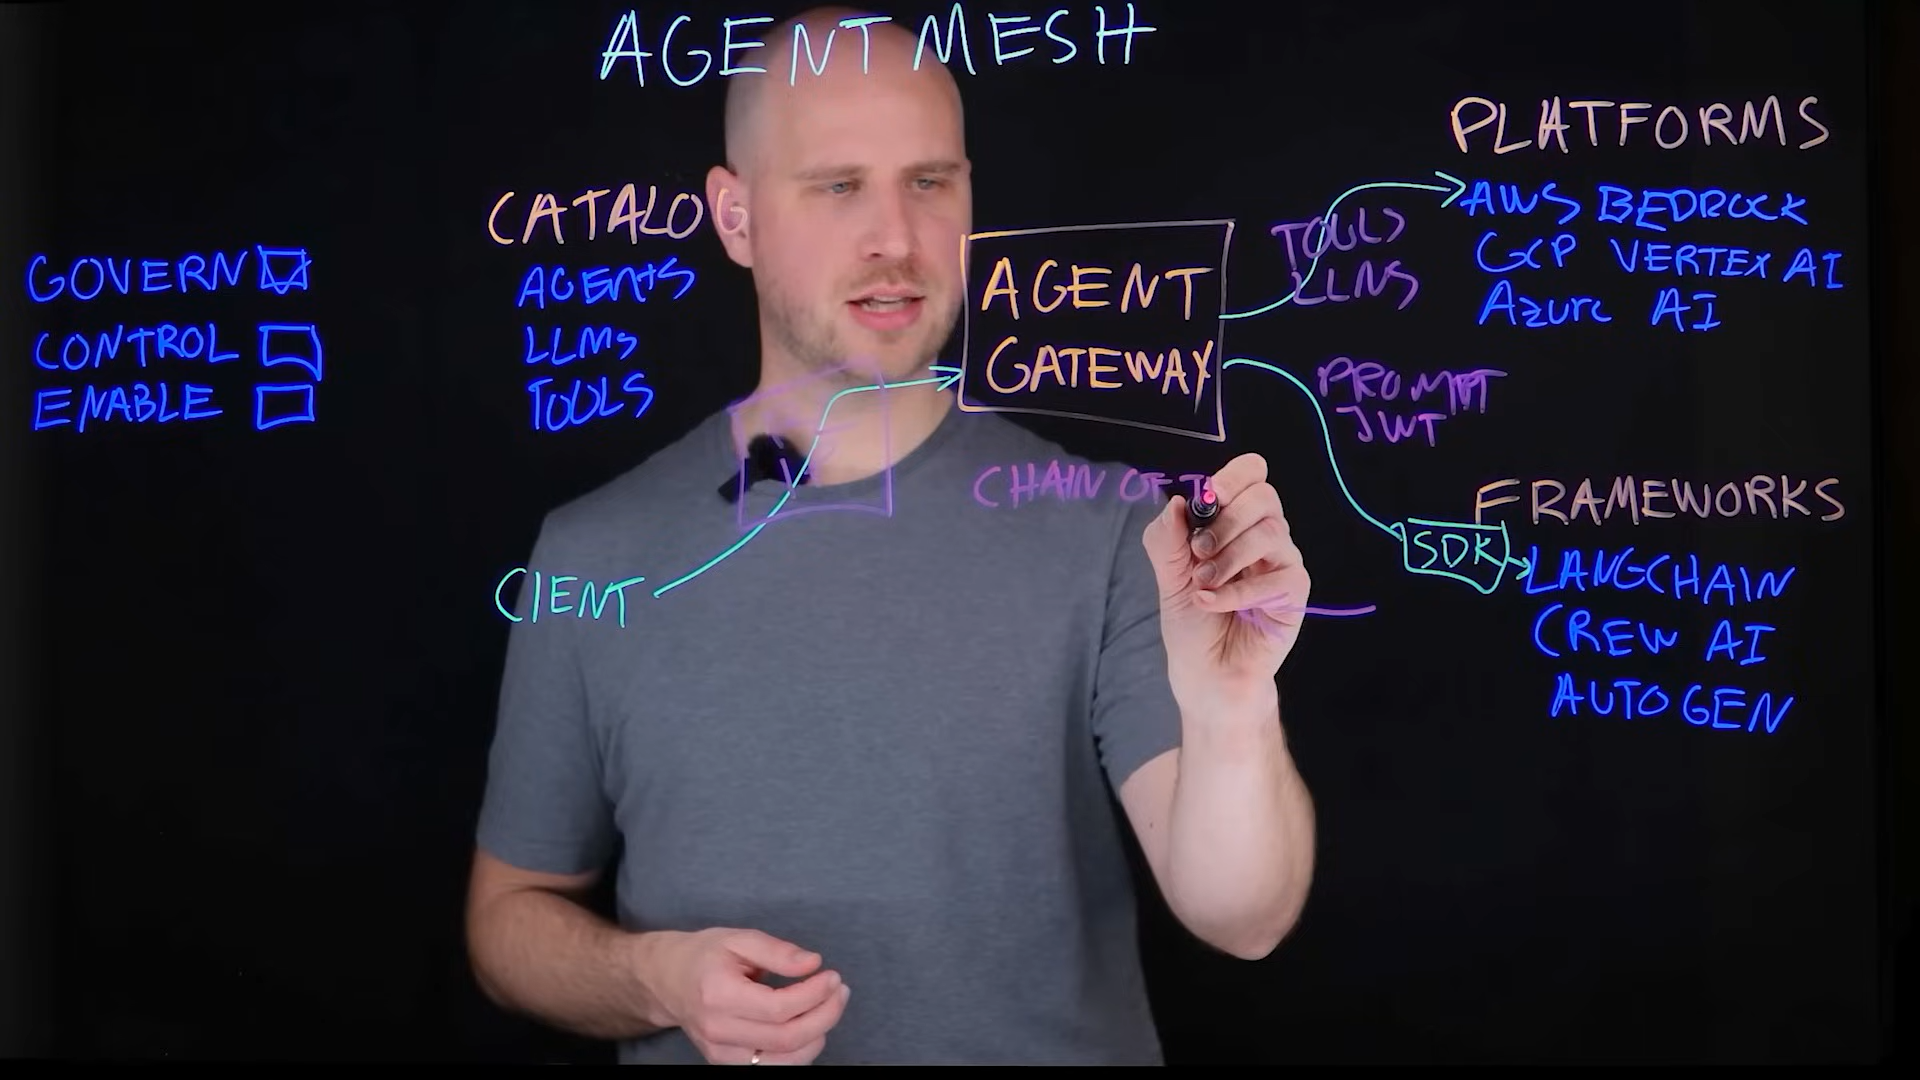 AGENT MESH
GOVERN
CONTROL
ENABLE
CATALOG
AGENTS
LLMs
TOOLS
CIENT
AGENT
GATEWAY
CHAIN OF T
TOOLS
LLMS
PROMPT
JWT
PLATFORMS
AWS BEDROCK
GCP VERTEX AI
Azure AI
FRAMEWORKS
SDK
LANGCHAIN
CREW AI
AUTOGEN